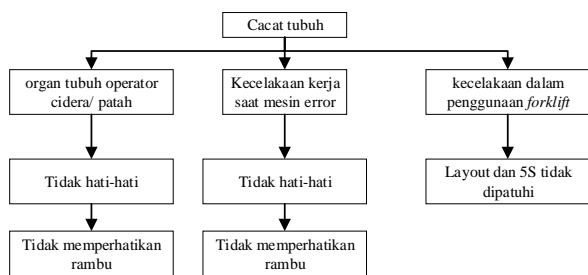 Cacat tubuh
organ tubuh operator
cidera/ patah
Kecelakaan kerja
saat mesin error
kecelakaan dalam
penggunaan forklift
Tidak hati-hati
Tidak hati-hati
Layout dan 5S tidak
dipatuhi
Tidak memperhatikan
rambu
Tidak memperhatikan
rambu